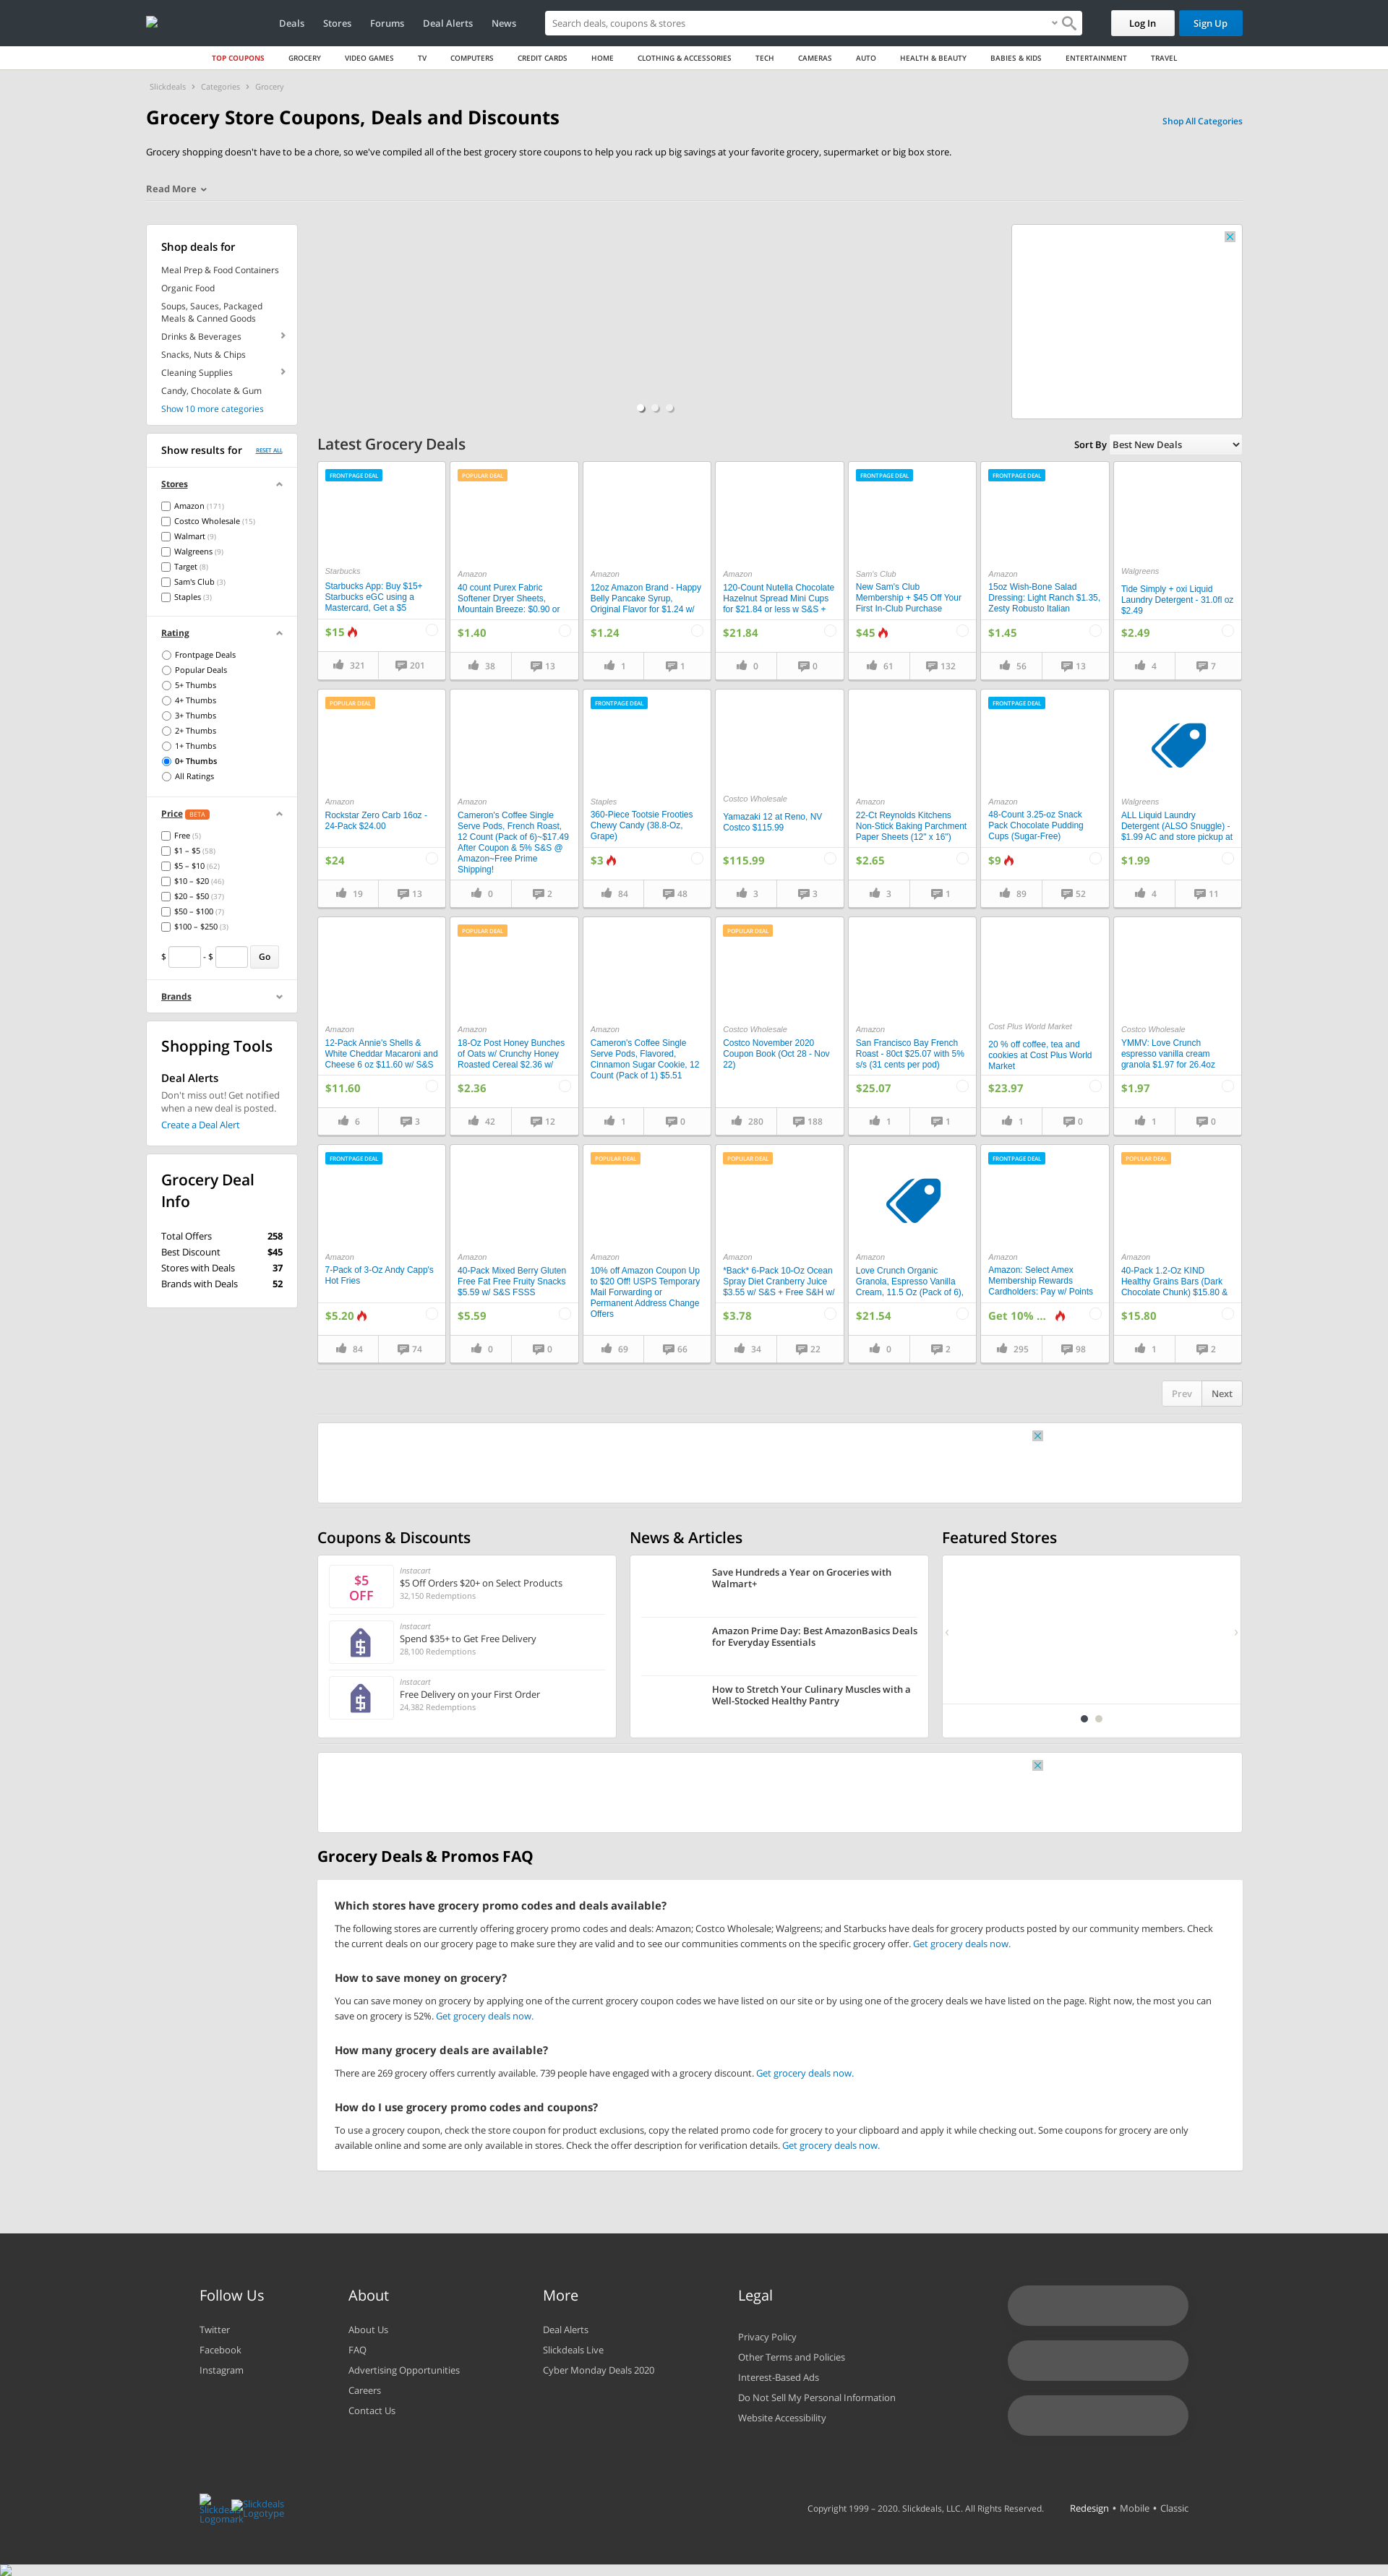 Deals Stores Forums Deal Alerts News Search deals, coupons & stores Log In Sign Up
TOP COUPONS GROCERY VIDEO GAMES TV COMPUTERS CREDIT CARDS HOME CLOTHING & ACCESSORIES TECH CAMERAS AUTO HEALTH & BEAUTY BABIES & KIDS ENTERTAINMENT TRAVEL
Slickdeals > Categories > Grocery
Grocery Store Coupons, Deals and Discounts
Shop All Categories
Grocery shopping doesn't have to be a chore, so we've compiled all of the best grocery store coupons to help you rack up big savings at your favorite grocery, supermarket or big box store.
Read More
Shop deals for
Meal Prep & Food Containers
Organic Food
Soups, Sauces, Packaged
Meals & Canned Goods
Drinks & Beverages
Snacks, Nuts & Chips
Cleaning Supplies
Candy, Chocolate & Gum
Show 10 more categories
Show results for RESET ALL
Stores
Amazon (171)
Costco Wholesale (15)
Walmart (9)
Walgreens (9)
Target (8)
Sam's Club (3)
Staples (3)
Rating
Frontpage Deals
Popular Deals
5+ Thumbs
4+ Thumbs
3+ Thumbs
2+ Thumbs
1+ Thumbs
0+ Thumbs
All Ratings
Price BETA
Free (5)
$1 – $5 (58)
$5 – $10 (62)
$10 – $20 (46)
$20 – $50 (37)
$50 – $100 (7)
$100 – $250 (3)
$ - $ Go
Brands
Shopping Tools
Deal Alerts
Don't miss out! Get notified
when a new deal is posted.
Create a Deal Alert
Grocery Deal
Info
Total Offers 258
Best Discount $45
Stores with Deals 37
Brands with Deals 52
Latest Grocery Deals
Sort By Best New Deals
FRONTPAGE DEAL
Starbucks
Starbucks App: Buy $15+
Starbucks eGC using a
Mastercard, Get a $5
$15
321 201
POPULAR DEAL
Amazon
40 count Purex Fabric
Softener Dryer Sheets,
Mountain Breeze: $0.90 or
$1.40
38 13
Amazon
12oz Amazon Brand - Happy
Belly Pancake Syrup,
Original Flavor for $1.24 w/
$1.24
1 1
Amazon
120-Count Nutella Chocolate
Hazelnut Spread Mini Cups
for $21.84 or less w S&S +
$21.84
0 0
FRONTPAGE DEAL
Sam's Club
New Sam's Club
Membership + $45 Off Your
First In-Club Purchase
$45
61 132
FRONTPAGE DEAL
Amazon
15oz Wish-Bone Salad
Dressing: Light Ranch $1.35,
Zesty Robusto Italian
$1.45
56 13
Walgreens
Tide Simply + oxi Liquid
Laundry Detergent - 31.0fl oz
$2.49
$2.49
4 7
POPULAR DEAL
Amazon
Rockstar Zero Carb 16oz -
24-Pack $24.00
$24
19 13
Amazon
Cameron's Coffee Single
Serve Pods, French Roast,
12 Count (Pack of 6)~$17.49
After Coupon & 5% S&S @
Amazon~Free Prime
Shipping!
0 2
FRONTPAGE DEAL
Staples
360-Piece Tootsie Frooties
Chewy Candy (38.8-Oz,
Grape)
$3
84 48
Costco Wholesale
Yamazaki 12 at Reno, NV
Costco $115.99
$115.99
3 3
Amazon
22-Ct Reynolds Kitchens
Non-Stick Baking Parchment
Paper Sheets (12" x 16")
$2.65
3 1
FRONTPAGE DEAL
Amazon
48-Count 3.25-oz Snack
Pack Chocolate Pudding
Cups (Sugar-Free)
$9
89 52
Walgreens
ALL Liquid Laundry
Detergent (ALSO Snuggle) -
$1.99 AC and store pickup at
$1.99
4 11
Amazon
12-Pack Annie's Shells &
White Cheddar Macaroni and
Cheese 6 oz $11.60 w/ S&S
$11.60
6 3
POPULAR DEAL
Amazon
18-Oz Post Honey Bunches
of Oats w/ Crunchy Honey
Roasted Cereal $2.36 w/
$2.36
42 12
Amazon
Cameron's Coffee Single
Serve Pods, Flavored,
Cinnamon Sugar Cookie, 12
Count (Pack of 1) $5.51
1 0
POPULAR DEAL
Costco Wholesale
Costco November 2020
Coupon Book (Oct 28 - Nov
22)
280 188
Amazon
San Francisco Bay French
Roast - 80ct $25.07 with 5%
s/s (31 cents per pod)
$25.07
1 1
Cost Plus World Market
20 % off coffee, tea and
cookies at Cost Plus World
Market
$23.97
1 0
Costco Wholesale
YMMV: Love Crunch
espresso vanilla cream
granola $1.97 for 26.4oz
$1.97
1 0
FRONTPAGE DEAL
Amazon
7-Pack of 3-Oz Andy Capp's
Hot Fries
$5.20
84 74
Amazon
40-Pack Mixed Berry Gluten
Free Fat Free Fruity Snacks
$5.59 w/ S&S FSSS
$5.59
0 0
POPULAR DEAL
Amazon
10% off Amazon Coupon Up
to $20 Off! USPS Temporary
Mail Forwarding or
Permanent Address Change
Offers
69 66
POPULAR DEAL
Amazon
*Back* 6-Pack 10-Oz Ocean
Spray Diet Cranberry Juice
$3.55 w/ S&S + Free S&H w/
$3.78
34 22
Amazon
Love Crunch Organic
Granola, Espresso Vanilla
Cream, 11.5 Oz (Pack of 6),
$21.54
0 2
FRONTPAGE DEAL
Amazon
Amazon: Select Amex
Membership Rewards
Cardholders: Pay w/ Points
Get 10% ...
295 98
POPULAR DEAL
Amazon
40-Pack 1.2-Oz KIND
Healthy Grains Bars (Dark
Chocolate Chunk) $15.80 &
$15.80
1 2
Prev Next
Coupons & Discounts
$5
OFF
Instacart
$5 Off Orders $20+ on Select Products
32,150 Redemptions
Instacart
Spend $35+ to Get Free Delivery
28,100 Redemptions
Instacart
Free Delivery on your First Order
24,382 Redemptions
News & Articles
Save Hundreds a Year on Groceries with
Walmart+
Amazon Prime Day: Best AmazonBasics Deals
for Everyday Essentials
How to Stretch Your Culinary Muscles with a
Well-Stocked Healthy Pantry
Featured Stores
Grocery Deals & Promos FAQ
Which stores have grocery promo codes and deals available?
The following stores are currently offering grocery promo codes and deals: Amazon; Costco Wholesale; Walgreens; and Starbucks have deals for grocery products posted by our community members. Check
the current deals on our grocery page to make sure they are valid and to see our communities comments on the specific grocery offer. Get grocery deals now.
How to save money on grocery?
You can save money on grocery by applying one of the current grocery coupon codes we have listed on our site or by using one of the grocery deals we have listed on the page. Right now, the most you can
save on grocery is 52%. Get grocery deals now.
How many grocery deals are available?
There are 269 grocery offers currently available. 739 people have engaged with a grocery discount. Get grocery deals now.
How do I use grocery promo codes and coupons?
To use a grocery coupon, check the store coupon for product exclusions, copy the related promo code for grocery to your clipboard and apply it while checking out. Some coupons for grocery are only
available online and some are only available in stores. Check the offer description for verification details. Get grocery deals now.
Follow Us
Twitter
Facebook
Instagram
About
About Us
FAQ
Advertising Opportunities
Careers
Contact Us
More
Deal Alerts
Slickdeals Live
Cyber Monday Deals 2020
Legal
Privacy Policy
Other Terms and Policies
Interest-Based Ads
Do Not Sell My Personal Information
Website Accessibility
Slickdeals
Logomark
Slickdeals
Logotype
Copyright 1999 – 2020. Slickdeals, LLC. All Rights Reserved. Redesign • Mobile • Classic